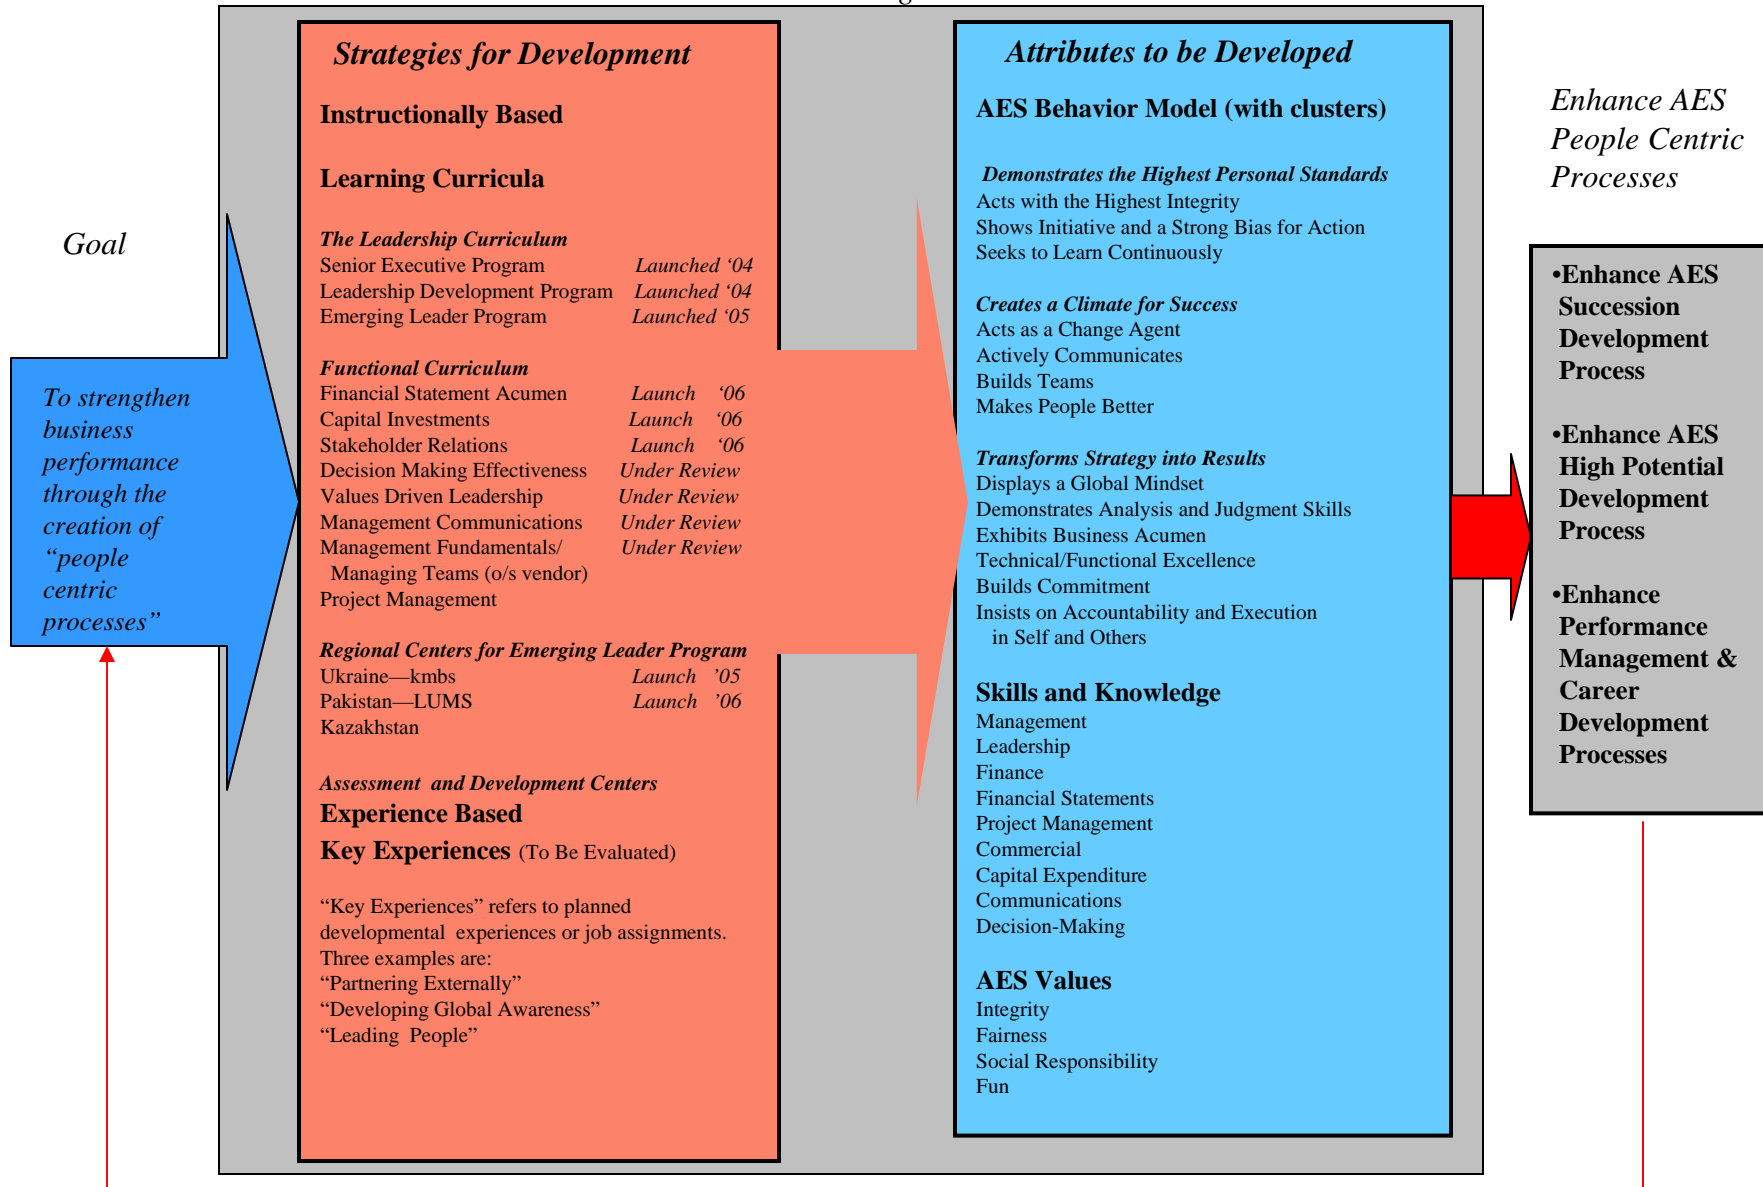 Goal
To strengthen
business
performance
through the
creation of
“people
centric
processes”
Strategies for Development
Instructionally Based
Learning Curricula
The Leadership Curriculum
Senior Executive Program Launched ‘04
Leadership Development Program Launched ‘04
Emerging Leader Program Launched ‘05
Functional Curriculum
Financial Statement Acumen Launch ‘06
Capital Investments Launch ‘06
Stakeholder Relations Launch ‘06
Decision Making Effectiveness Under Review
Values Driven Leadership Under Review
Management Communications Under Review
Management Fundamentals/ Under Review
Managing Teams (o/s vendor)
Project Management
Regional Centers for Emerging Leader Program
Ukraine—kmbs Launch ’05
Pakistan—LUMS Launch ’06
Kazakhstan
Assessment and Development Centers
Experience Based
Key Experiences (To Be Evaluated)
“Key Experiences” refers to planned
developmental experiences or job assignments.
Three examples are:
“Partnering Externally”
“Developing Global Awareness”
“Leading People”
Attributes to be Developed
AES Behavior Model (with clusters)
Demonstrates the Highest Personal Standards
Acts with the Highest Integrity
Shows Initiative and a Strong Bias for Action
Seeks to Learn Continuously
Creates a Climate for Success
Acts as a Change Agent
Actively Communicates
Builds Teams
Makes People Better
Transforms Strategy into Results
Displays a Global Mindset
Demonstrates Analysis and Judgment Skills
Exhibits Business Acumen
Technical/Functional Excellence
Builds Commitment
Insists on Accountability and Execution
in Self and Others
Skills and Knowledge
Management
Leadership
Finance
Financial Statements
Project Management
Commercial
Capital Expenditure
Communications
Decision-Making
AES Values
Integrity
Fairness
Social Responsibility
Fun
Enhance AES
People Centric
Processes
•Enhance AES
Succession
Development
Process
•Enhance AES
High Potential
Development
Process
•Enhance
Performance
Management &
Career
Development
Processes